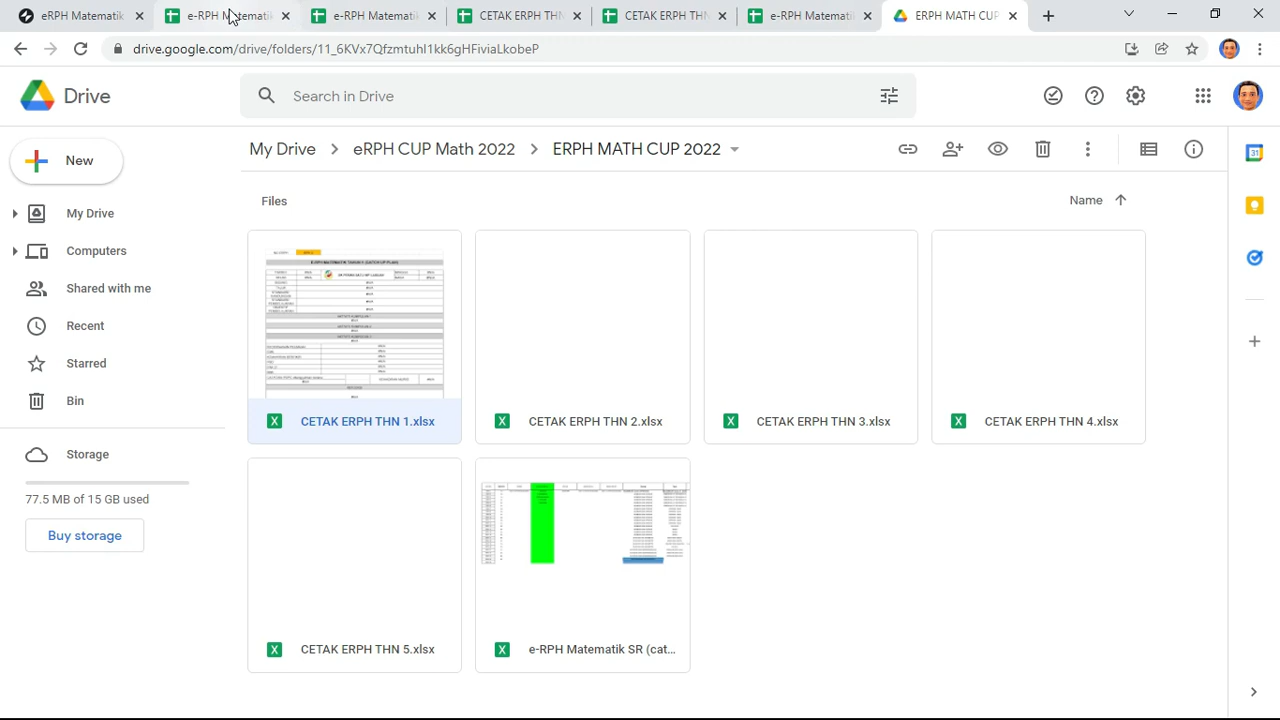 eRPH Matematik
e-RPH Matematik
e-RPH Matematik
CETAK ERPH THN
CETAK ERPH THN
e-RPH Matematik
ERPH MATH CUP
drive.google.com/drive/folders/11_6KVx7Qfzmtuhl1kk6gHFiviaLkobeP
Drive
Search in Drive
New
My Drive
Computers
Shared with me
Recent
Starred
Bin
Storage
77.5 MB of 15 GB used
Buy storage
My Drive > eRPH CUP Math 2022 > ERPH MATH CUP 2022
Files
Name
CETAK ERPH THN 1.xlsx
CETAK ERPH THN 2.xlsx
CETAK ERPH THN 3.xlsx
CETAK ERPH THN 4.xlsx
CETAK ERPH THN 5.xlsx
e-RPH Matematik SR (cat...
31